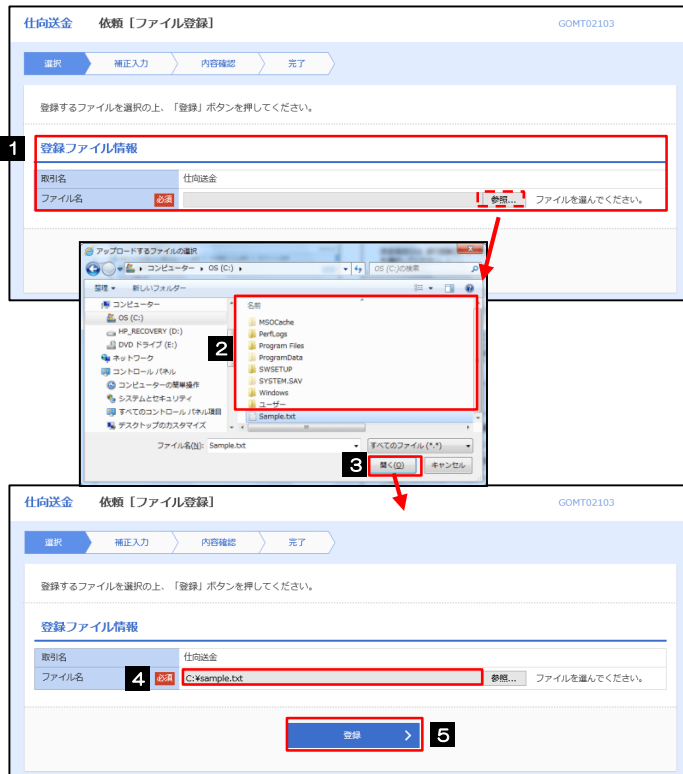 仕向送金 依頼［ファイル登録］ GOMT02103
選択 補正入力 内容確認 完了
登録するファイルを選択の上、「登録」ボタンを押してください。
1
登録ファイル情報
取引名 仕向送金
ファイル名 必須 参照... ファイルを選んでください。
アップロードするファイルの選択
コンピューター ▸ OS (C:) ▸ OS (C:)の検索
整理 ▼ 新しいフォルダー
コンピューター
OS (C:)
HP_RECOVERY (D:)
DVD ドライブ (E:)
ネットワーク
コントロール パネル
コンピューターの簡単操作
システムとセキュリティ
すべてのコントロール パネル項目
デスクトップのカスタマイズ
2
名前
MSOCache
PerfLogs
Program Files
ProgramData
SWSETUP
SYSTEM.SAV
Windows
ユーザー
Sample.txt
ファイル名(N): Sample.txt すべてのファイル (*.*)
3 開く(O) キャンセル
仕向送金 依頼［ファイル登録］ GOMT02103
選択 補正入力 内容確認 完了
登録するファイルを選択の上、「登録」ボタンを押してください。
登録ファイル情報
取引名 仕向送金
ファイル名 4 必須 C:¥sample.txt 参照... ファイルを選んでください。
登録 5